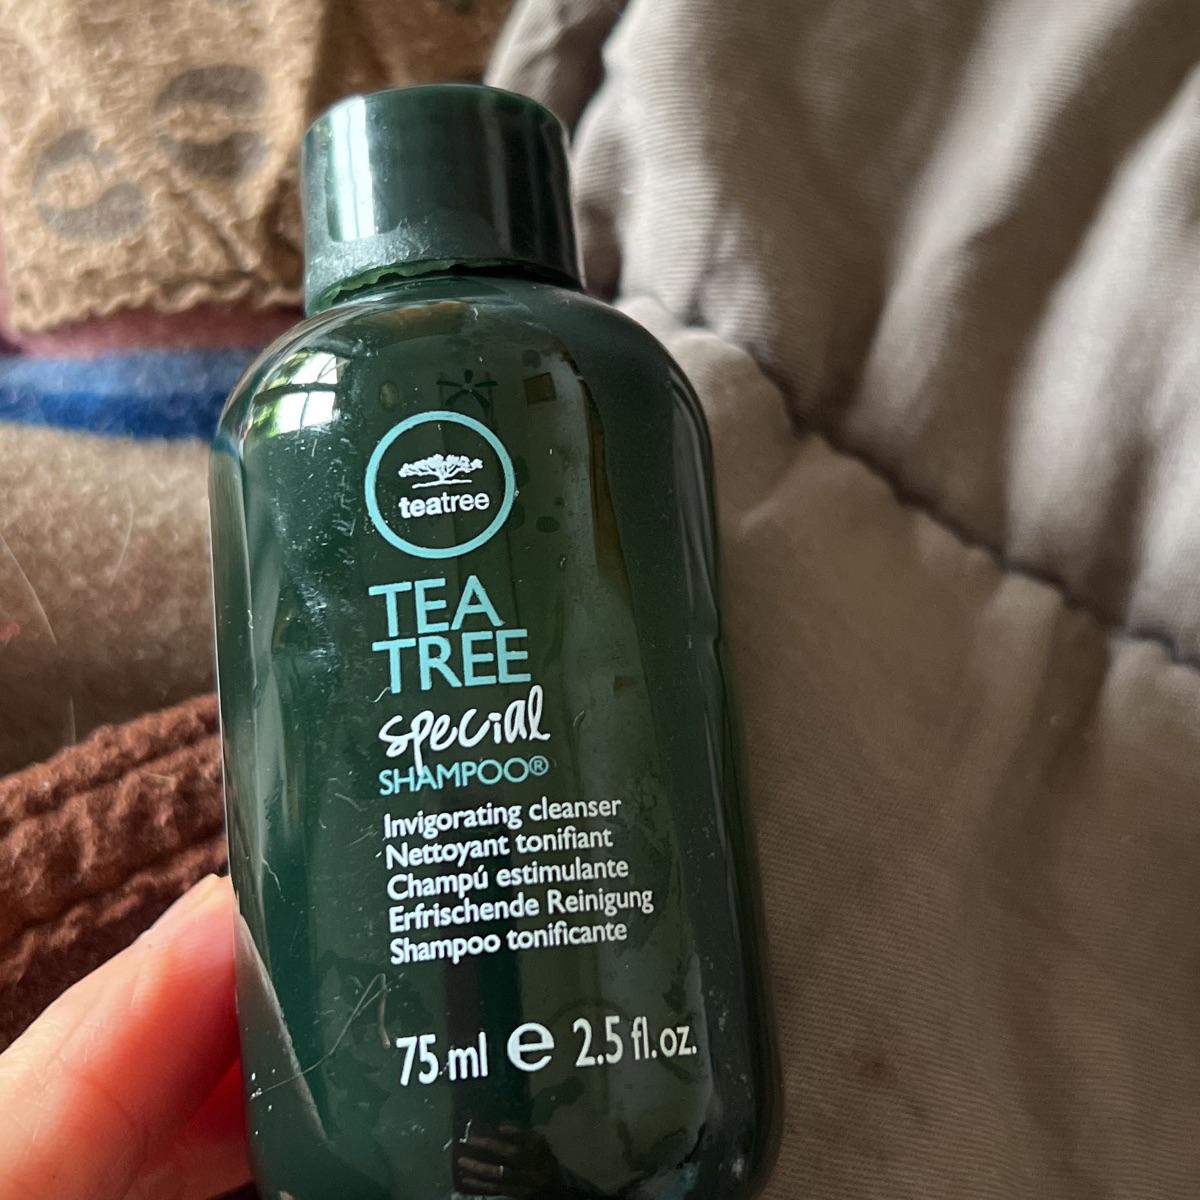 teatree
TEA
TREE
special
SHAMPOO®
Invigorating cleanser
Nettoyant tonifiant
Champú estimulante
Erfrischende Reinigung
Shampoo tonificante
75 ml e 2.5 fl. oz.